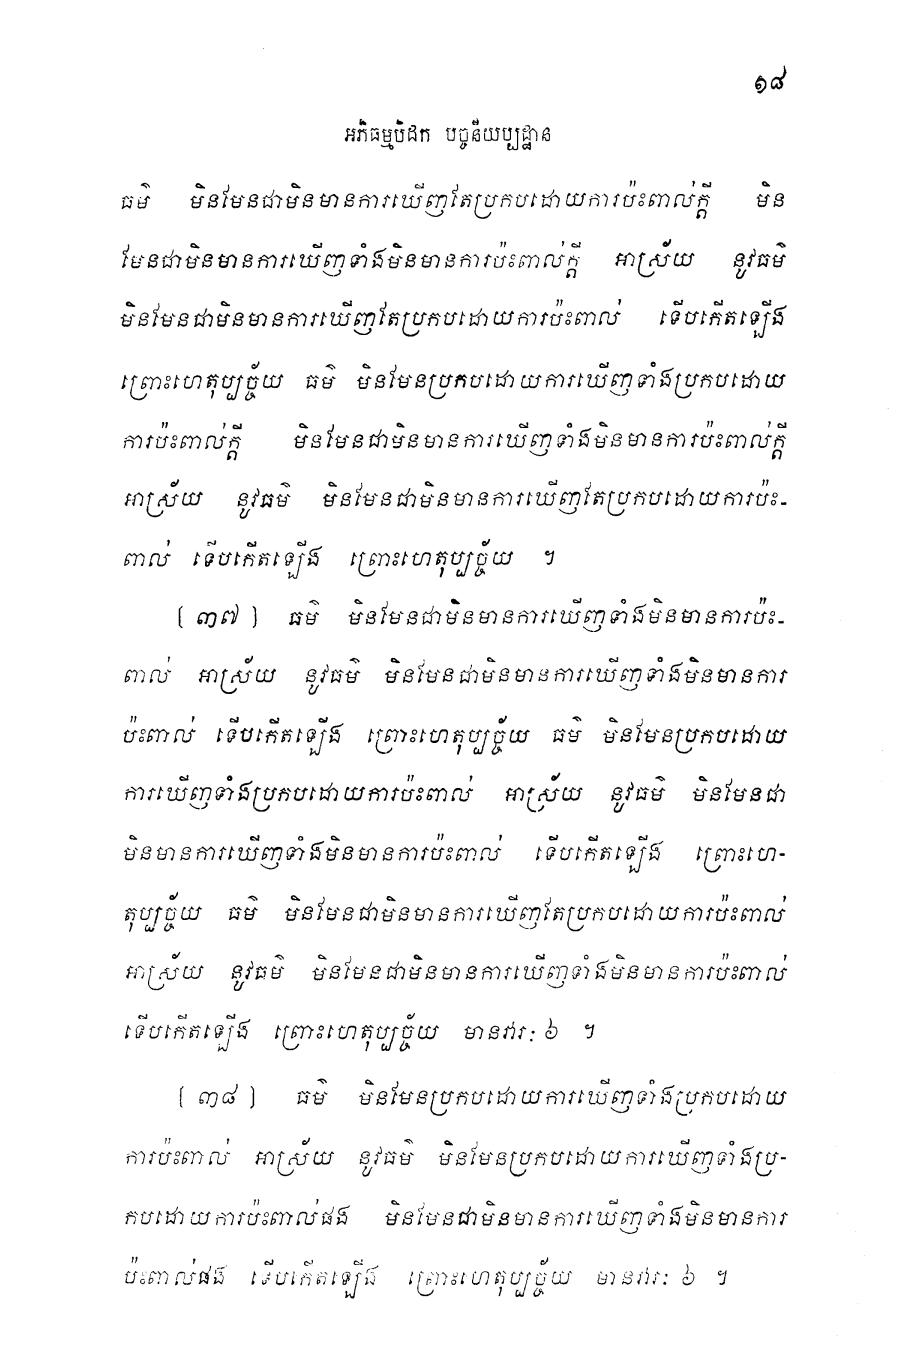 ១៨
អភិធម្មបិដក បច្ចនីយប្បដ្ឋាន
ធម៌ មិនមែនជាមិនមានការឃើញតែប្រកបដោយការប៉ះពាល់ក្តី មិន
មែនជាមិនមានការឃើញទាំងមិនមានការប៉ះពាល់ក្តី អាស្រ័យ នូវធម៌
មិនមែនជាមិនមានការឃើញតែប្រកបដោយការប៉ះពាល់ ទើបកើតឡើង
ព្រោះហេតុប្បច្ច័យ ធម៌ មិនមែនប្រកបដោយការឃើញទាំងប្រកបដោយ
ការប៉ះពាល់ក្តី មិនមែនជាមិនមានការឃើញទាំងមិនមានការប៉ះពាល់ក្តី
អាស្រ័យ នូវធម៌ មិនមែនជាមិនមានការឃើញតែប្រកបដោយការប៉ះ-
ពាល់ ទើបកើតឡើង ព្រោះហេតុប្បច្ច័យ ។
(៣៧) ធម៌ មិនមែនជាមិនមានការឃើញទាំងមិនមានការប៉ះ-
ពាល់ អាស្រ័យ នូវធម៌ មិនមែនជាមិនមានការឃើញទាំងមិនមានការ
ប៉ះពាល់ ទើបកើតឡើង ព្រោះហេតុប្បច្ច័យ ធម៌ មិនមែនប្រកបដោយ
ការឃើញទាំងប្រកបដោយការប៉ះពាល់ អាស្រ័យ នូវធម៌ មិនមែនជា
មិនមានការឃើញទាំងមិនមានការប៉ះពាល់ ទើបកើតឡើង ព្រោះហេ-
តុប្បច្ច័យ ធម៌ មិនមែនជាមិនមានការឃើញតែប្រកបដោយការប៉ះពាល់
អាស្រ័យ នូវធម៌ មិនមែនជាមិនមានការឃើញទាំងមិនមានការប៉ះពាល់
ទើបកើតឡើង ព្រោះហេតុប្បច្ច័យ មានវារៈ ៦ ។
(៣៨) ធម៌ មិនមែនប្រកបដោយការឃើញទាំងប្រកបដោយ
ការប៉ះពាល់ អាស្រ័យ នូវធម៌ មិនមែនប្រកបដោយការឃើញទាំងប្រ-
កបដោយការប៉ះពាល់ផង មិនមែនជាមិនមានការឃើញទាំងមិនមានការ
ប៉ះពាល់ផង ទើបកើតឡើង ព្រោះហេតុប្បច្ច័យ មានវារៈ ៦ ។